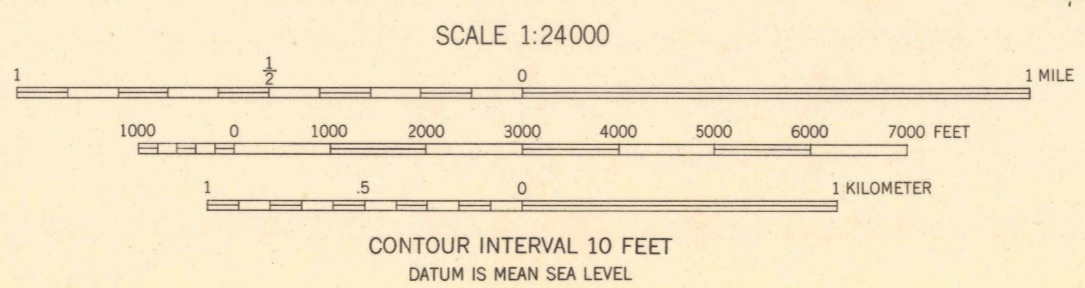 SCALE 1:24000
1 1/2 0 1 MILE
1000 0 1000 2000 3000 4000 5000 6000 7000 FEET
1 .5 0 1 KILOMETER
CONTOUR INTERVAL 10 FEET
DATUM IS MEAN SEA LEVEL